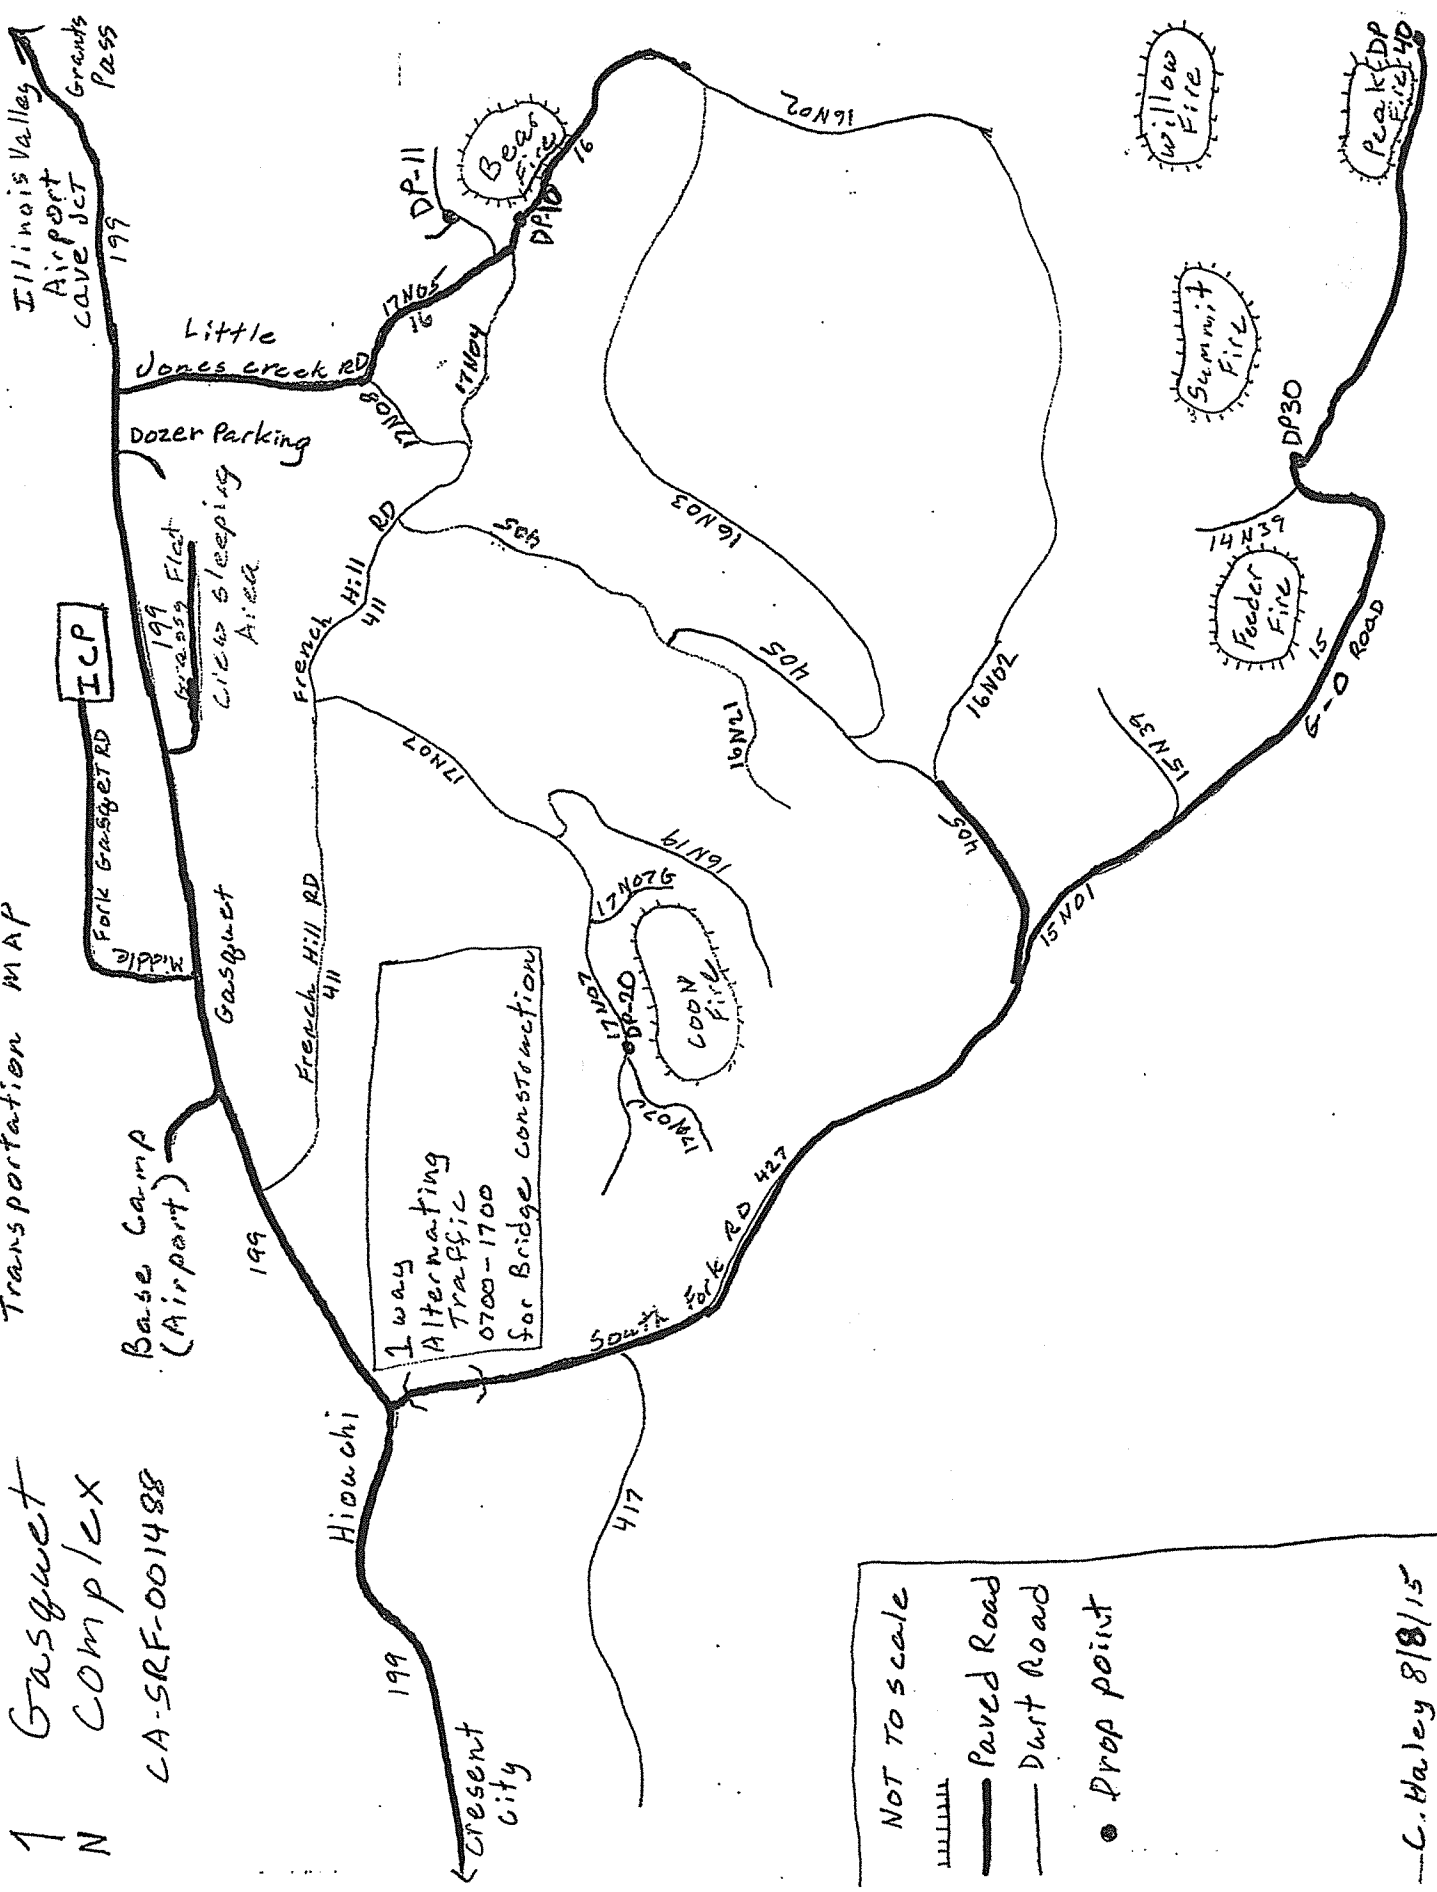 1
N
Gasquet
Complex
CA-SRF-001488
Transportation MAP
Base Camp
(Airport)
199
Hiouchi
199
Cresent
City
417
1 way
Alternating
Traffic
0700-1700
for Bridge construction
South Fork RD 427
Gasquet
Middle
Fork Gasquet RD
ICP
199
Grassy Flat
Crew Sleeping
Area
Dozer Parking
Little
Jones creek RD
199
Illinois Valley
Airport
Cave JCT
Grants
Pass
French Hill RD
411
French Hill RD
411
17N07
17N08
17N04
17N05
16
DP-11
DP-10
Bear
Fire
16
16N02
405
16N03
405
16N21
16N19
17N07G
17N07
DP-20
17N07J
COON
Fire
16N02
405
15N01
15N39
15
G-O ROAD
Feeder
Fire
14N39
DP30
Summit
Fire
Willow
Fire
Peak
Fire
DP
40
NOT TO Scale
Paved Road
Durt Road
Drop point
C. Haley 8/8/15